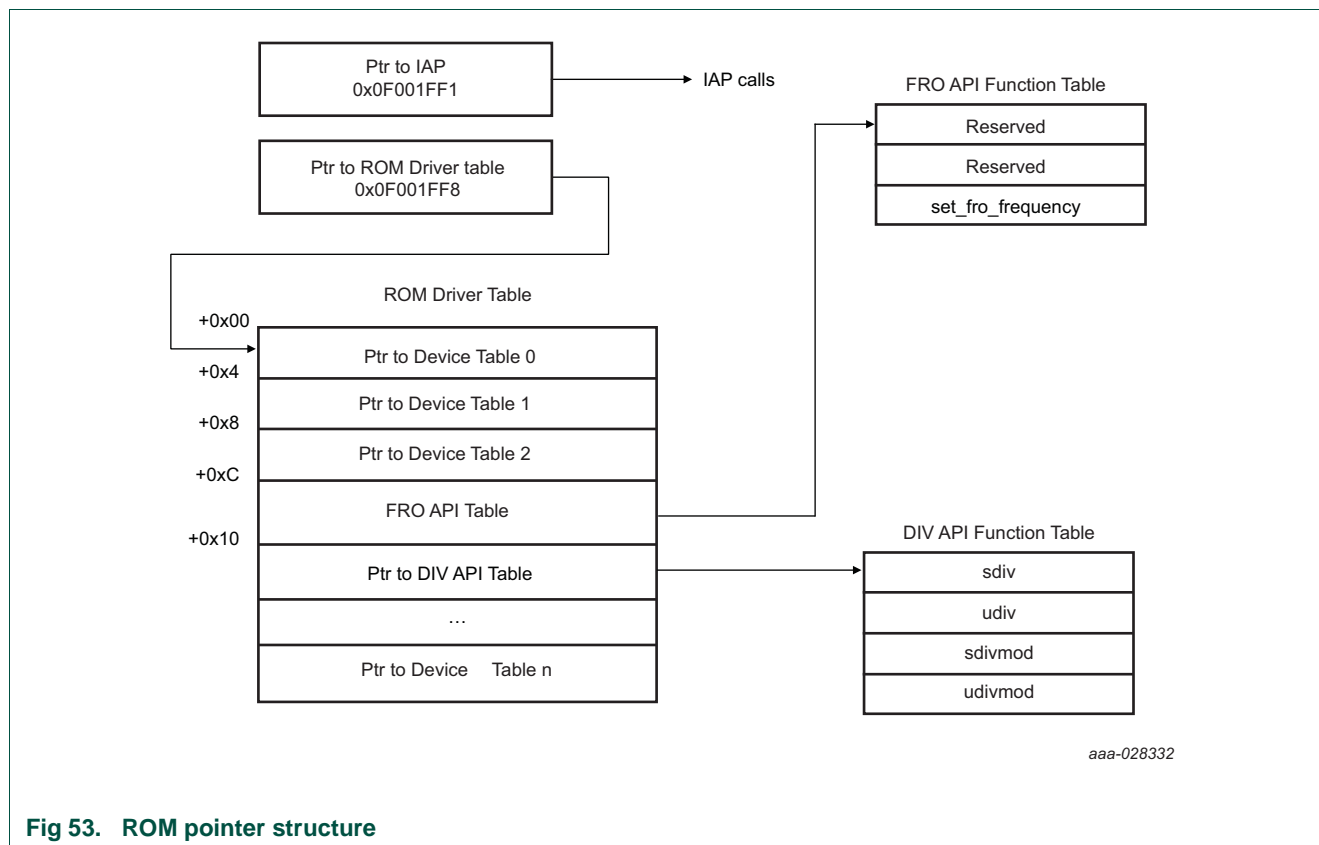 Ptr to IAP
0x0F001FF1
IAP calls
Ptr to ROM Driver table
0x0F001FF8
FRO API Function Table
Reserved
Reserved
set_fro_frequency
ROM Driver Table
+0x00
Ptr to Device Table 0
+0x4
Ptr to Device Table 1
+0x8
Ptr to Device Table 2
+0xC
FRO API Table
+0x10
Ptr to DIV API Table
…
Ptr to Device Table n
DIV API Function Table
sdiv
udiv
sdivmod
udivmod
aaa-028332
Fig 53. ROM pointer structure